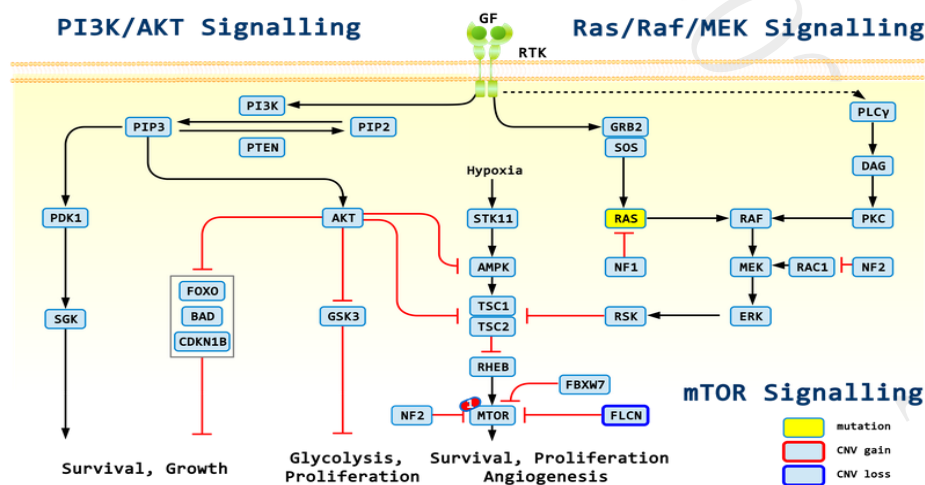 PI3K/AKT Signalling
GF
Ras/Raf/MEK Signalling
RTK
PI3K
PLCγ
PIP3
PIP2
GRB2
PTEN
SOS
DAG
Hypoxia
PDK1
AKT
STK11
RAS
RAF
PKC
AMPK
NF1
MEK
RAC1
NF2
FOXO
BAD
CDKN1B
SGK
GSK3
TSC1
TSC2
RSK
ERK
RHEB
FBXW7
mTOR Signalling
NF2
MTOR
FLCN
mutation
CNV gain
CNV loss
Survival, Growth
Glycolysis,
Proliferation
Survival, Proliferation
Angiogenesis